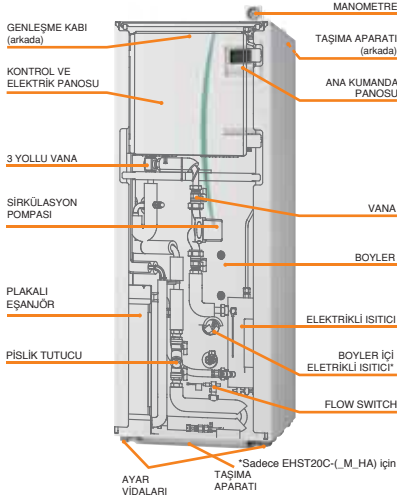 MANOMETRE
GENLEŞME KABI
(arkada)
TAŞIMA APARATI
(arkada)
KONTROL VE
ELEKTRİK PANOSU
ANA KUMANDA
PANOSU
3 YOLLU VANA
SİRKÜLASYON
POMPASI
VANA
BOYLER
PLAKALI
EŞANJÖR
ELEKTRİKLİ ISITICI
PİSLİK TUTUCU
BOYLER İÇİ
ELETRİKLİ ISITICI*
FLOW SWITCH
*Sadece EHST20C-(_M_HA) için
AYAR
VİDALARI
TAŞIMA
APARATI